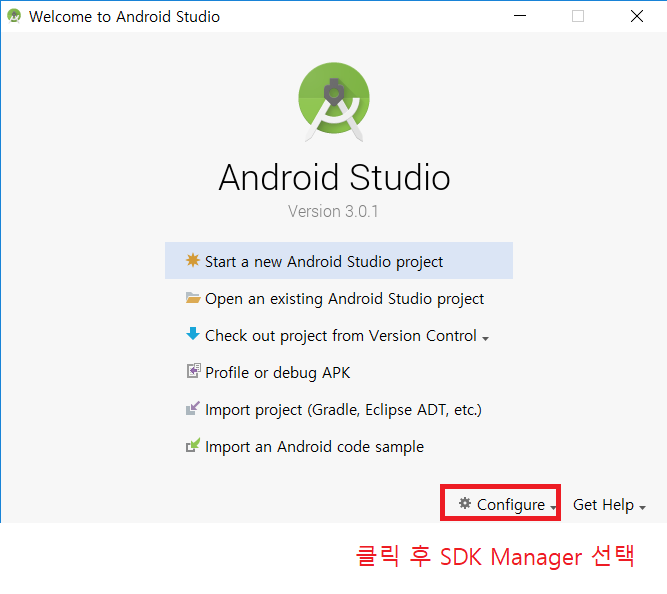 Welcome to Android Studio
Android Studio
Version 3.0.1
Start a new Android Studio project
Open an existing Android Studio project
Check out project from Version Control
Profile or debug APK
Import project (Gradle, Eclipse ADT, etc.)
Import an Android code sample
Configure Get Help
클릭 후 SDK Manager 선택